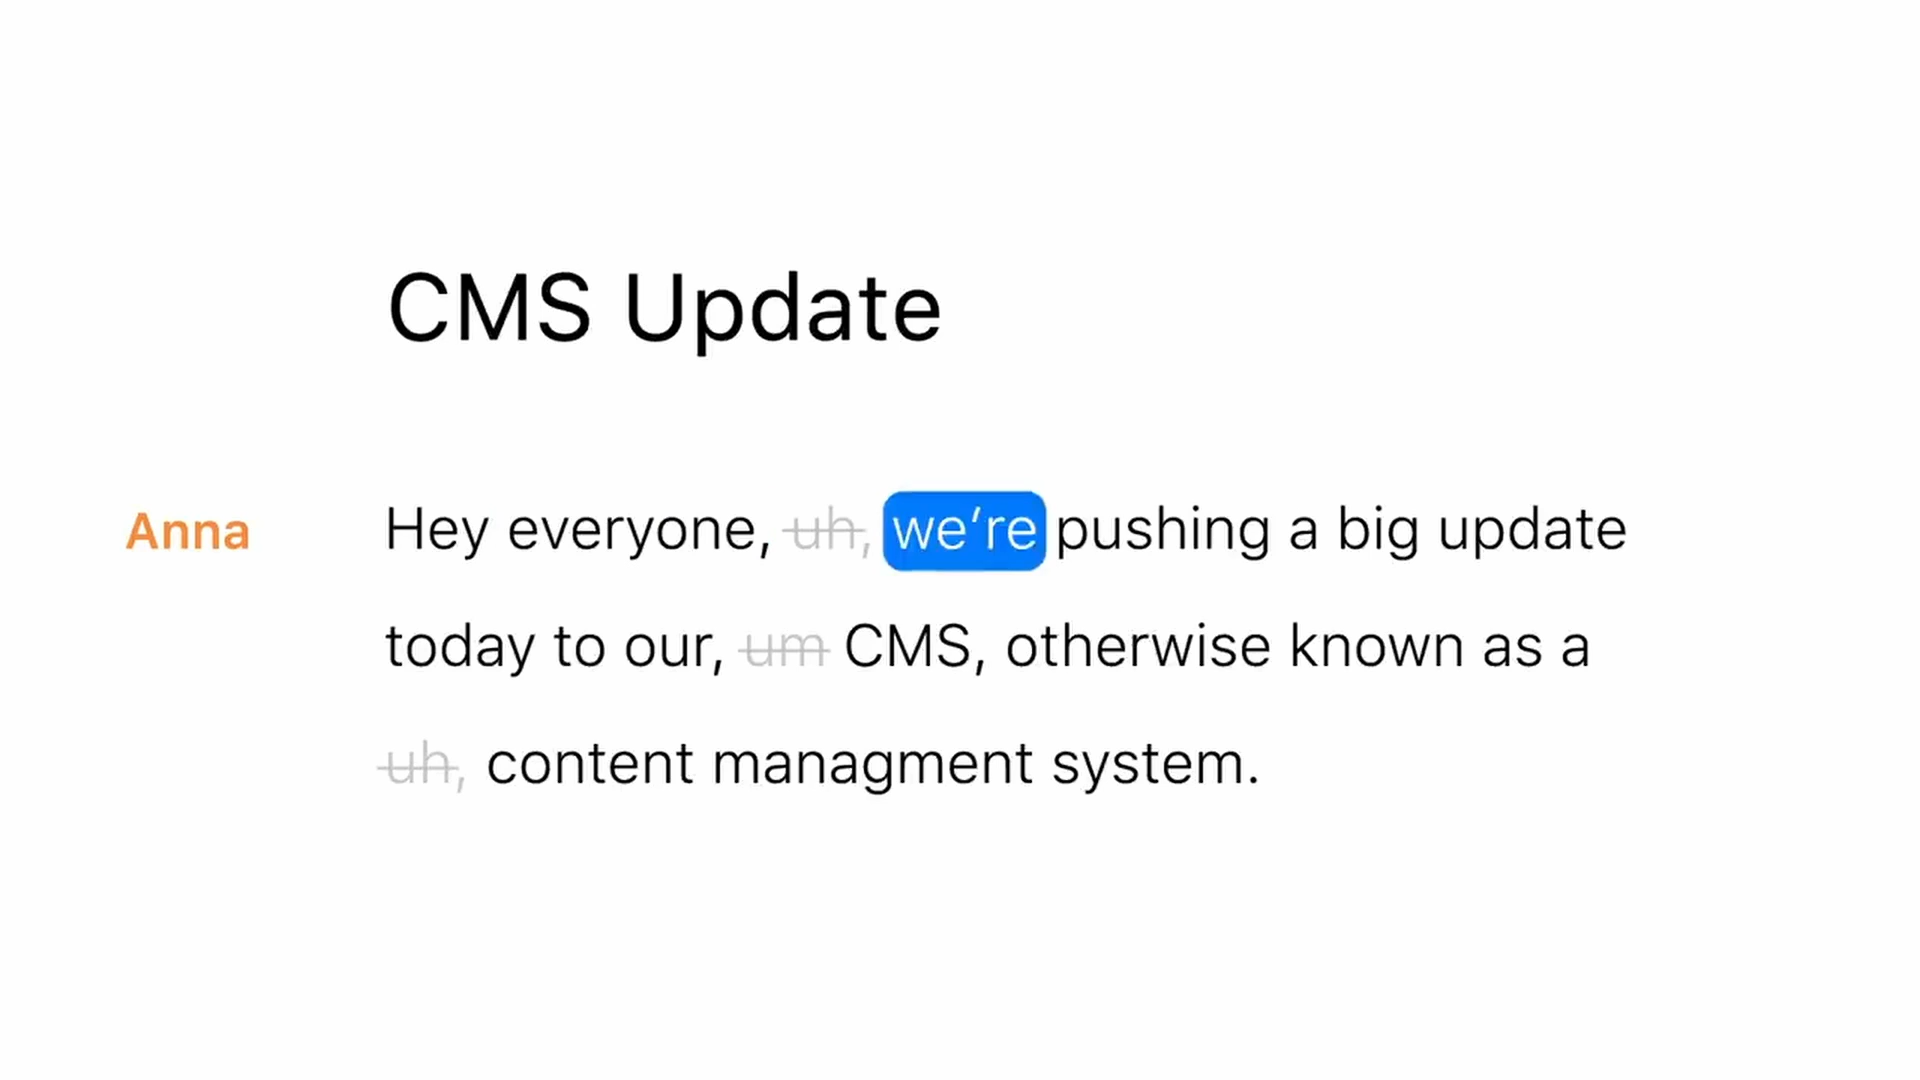 CMS Update
Anna
Hey everyone, uh, we're pushing a big update
today to our, um CMS, otherwise known as a
uh, content managment system.